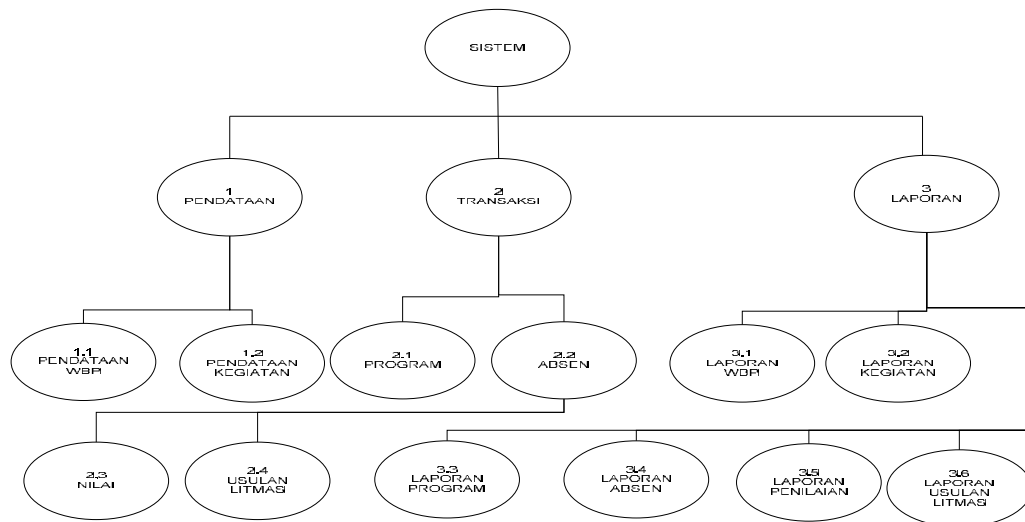 SISTEM
1
PENDATAAN
2
TRANSAKSI
3
LAPORAN
1.1
PENDATAAN
WBP
1.2
PENDATAAN
KEGIATAN
2.1
PROGRAM
2.2
ABSEN
3.1
LAPORAN
WBP
3.2
LAPORAN
KEGIATAN
2.3
NILAI
2.4
USULAN
LITMAS
3.3
LAPORAN
PROGRAM
3.4
LAPORAN
ABSEN
3.5
LAPORAN
PENILAIAN
3.6
LAPORAN
USULAN
LITMAS